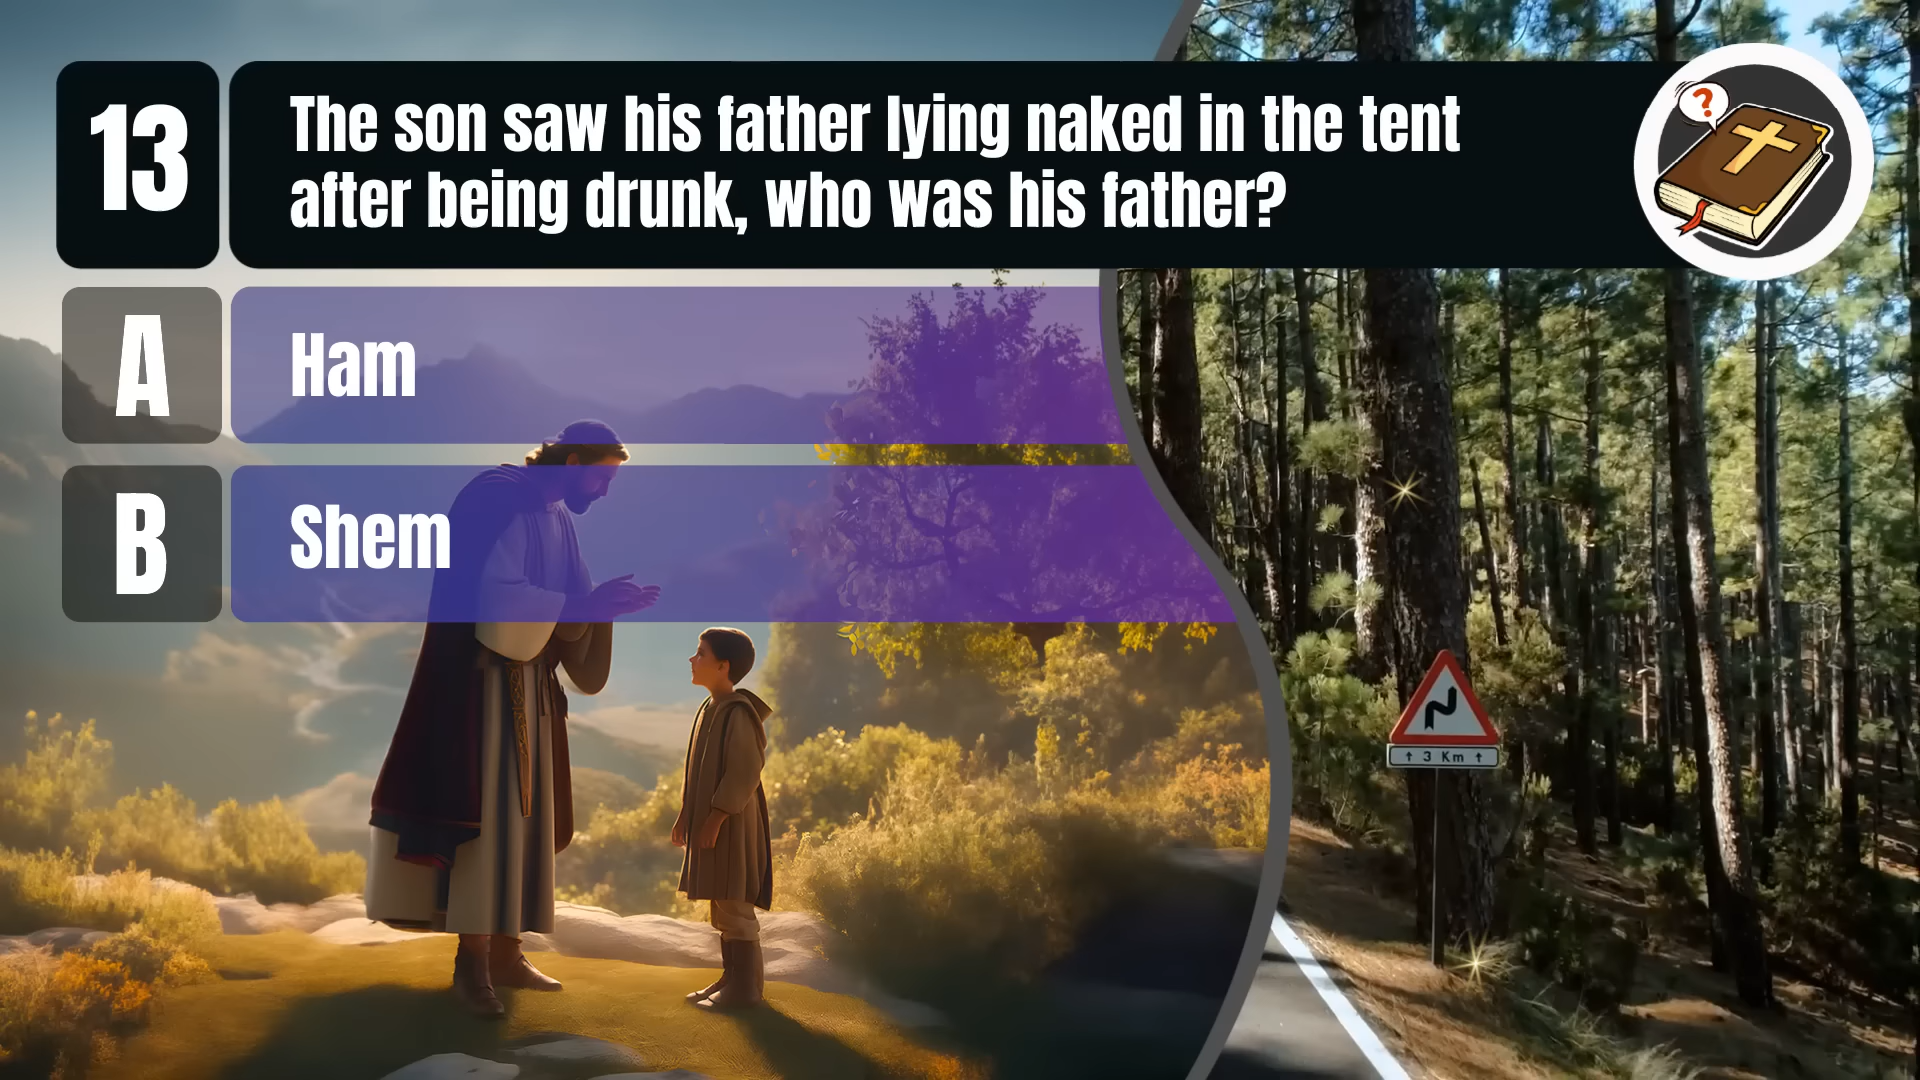 13
The son saw his father lying naked in the tent
after being drunk, who was his father?
?
A
Ham
B
Shem
↑ 3 Km ↑